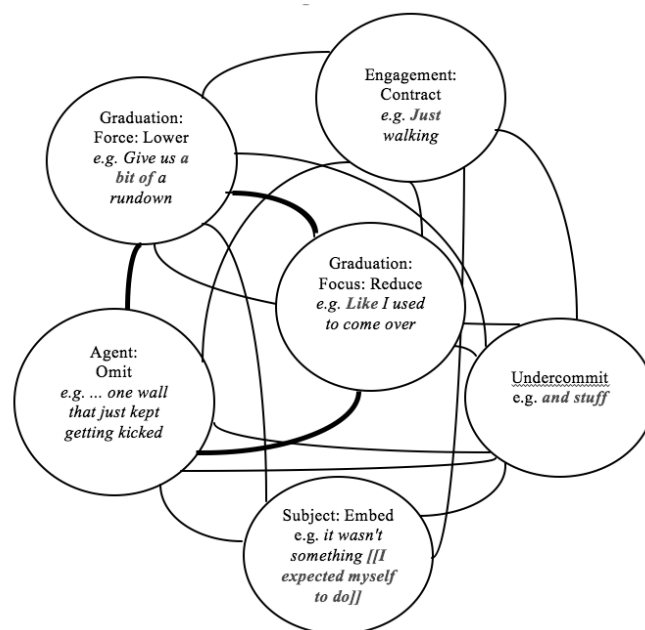 Engagement:
Contract
e.g. Just
walking
Graduation:
Force: Lower
e.g. Give us a
bit of a
rundown
Graduation:
Focus: Reduce
e.g. Like I used
to come over
Agent:
Omit
e.g. ... one wall
that just kept
getting kicked
Undercommit
e.g. and stuff
Subject: Embed
e.g. it wasn't
something [[I
expected myself
to do]]